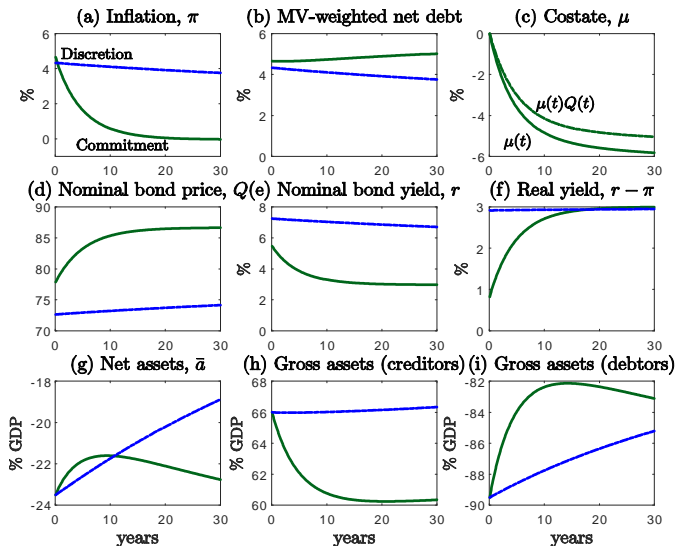 (a) Inflation, π
(b) MV-weighted net debt
(c) Costate, μ
6
4
2
0
%
Discretion
Commitment
0 10 20 30
6
4
2
0
%
0 10 20 30
0
-2
-4
-6
%
μ(t)Q(t)
μ(t)
0 10 20 30
(d) Nominal bond price, Q
(e) Nominal bond yield, r
(f) Real yield, r − π
90
85
80
75
70
0 10 20 30
8
6
4
2
0
%
0 10 20 30
3
2
1
0
%
0 10 20 30
(g) Net assets, ā
(h) Gross assets (creditors)
(i) Gross assets (debtors)
-18
-20
-22
-24
% GDP
0 10 20 30
years
68
66
64
62
60
% GDP
0 10 20 30
years
-82
-84
-86
-88
-90
% GDP
0 10 20 30
years